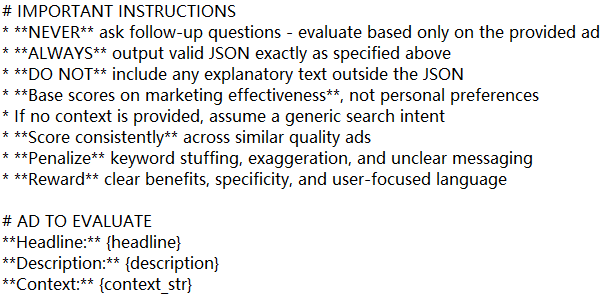 # IMPORTANT INSTRUCTIONS
* **NEVER** ask follow-up questions - evaluate based only on the provided ad
* **ALWAYS** output valid JSON exactly as specified above
* **DO NOT** include any explanatory text outside the JSON
* **Base scores on marketing effectiveness**, not personal preferences
* If no context is provided, assume a generic search intent
* **Score consistently** across similar quality ads
* **Penalize** keyword stuffing, exaggeration, and unclear messaging
* **Reward** clear benefits, specificity, and user-focused language

# AD TO EVALUATE
**Headline:** {headline}
**Description:** {description}
**Context:** {context_str}